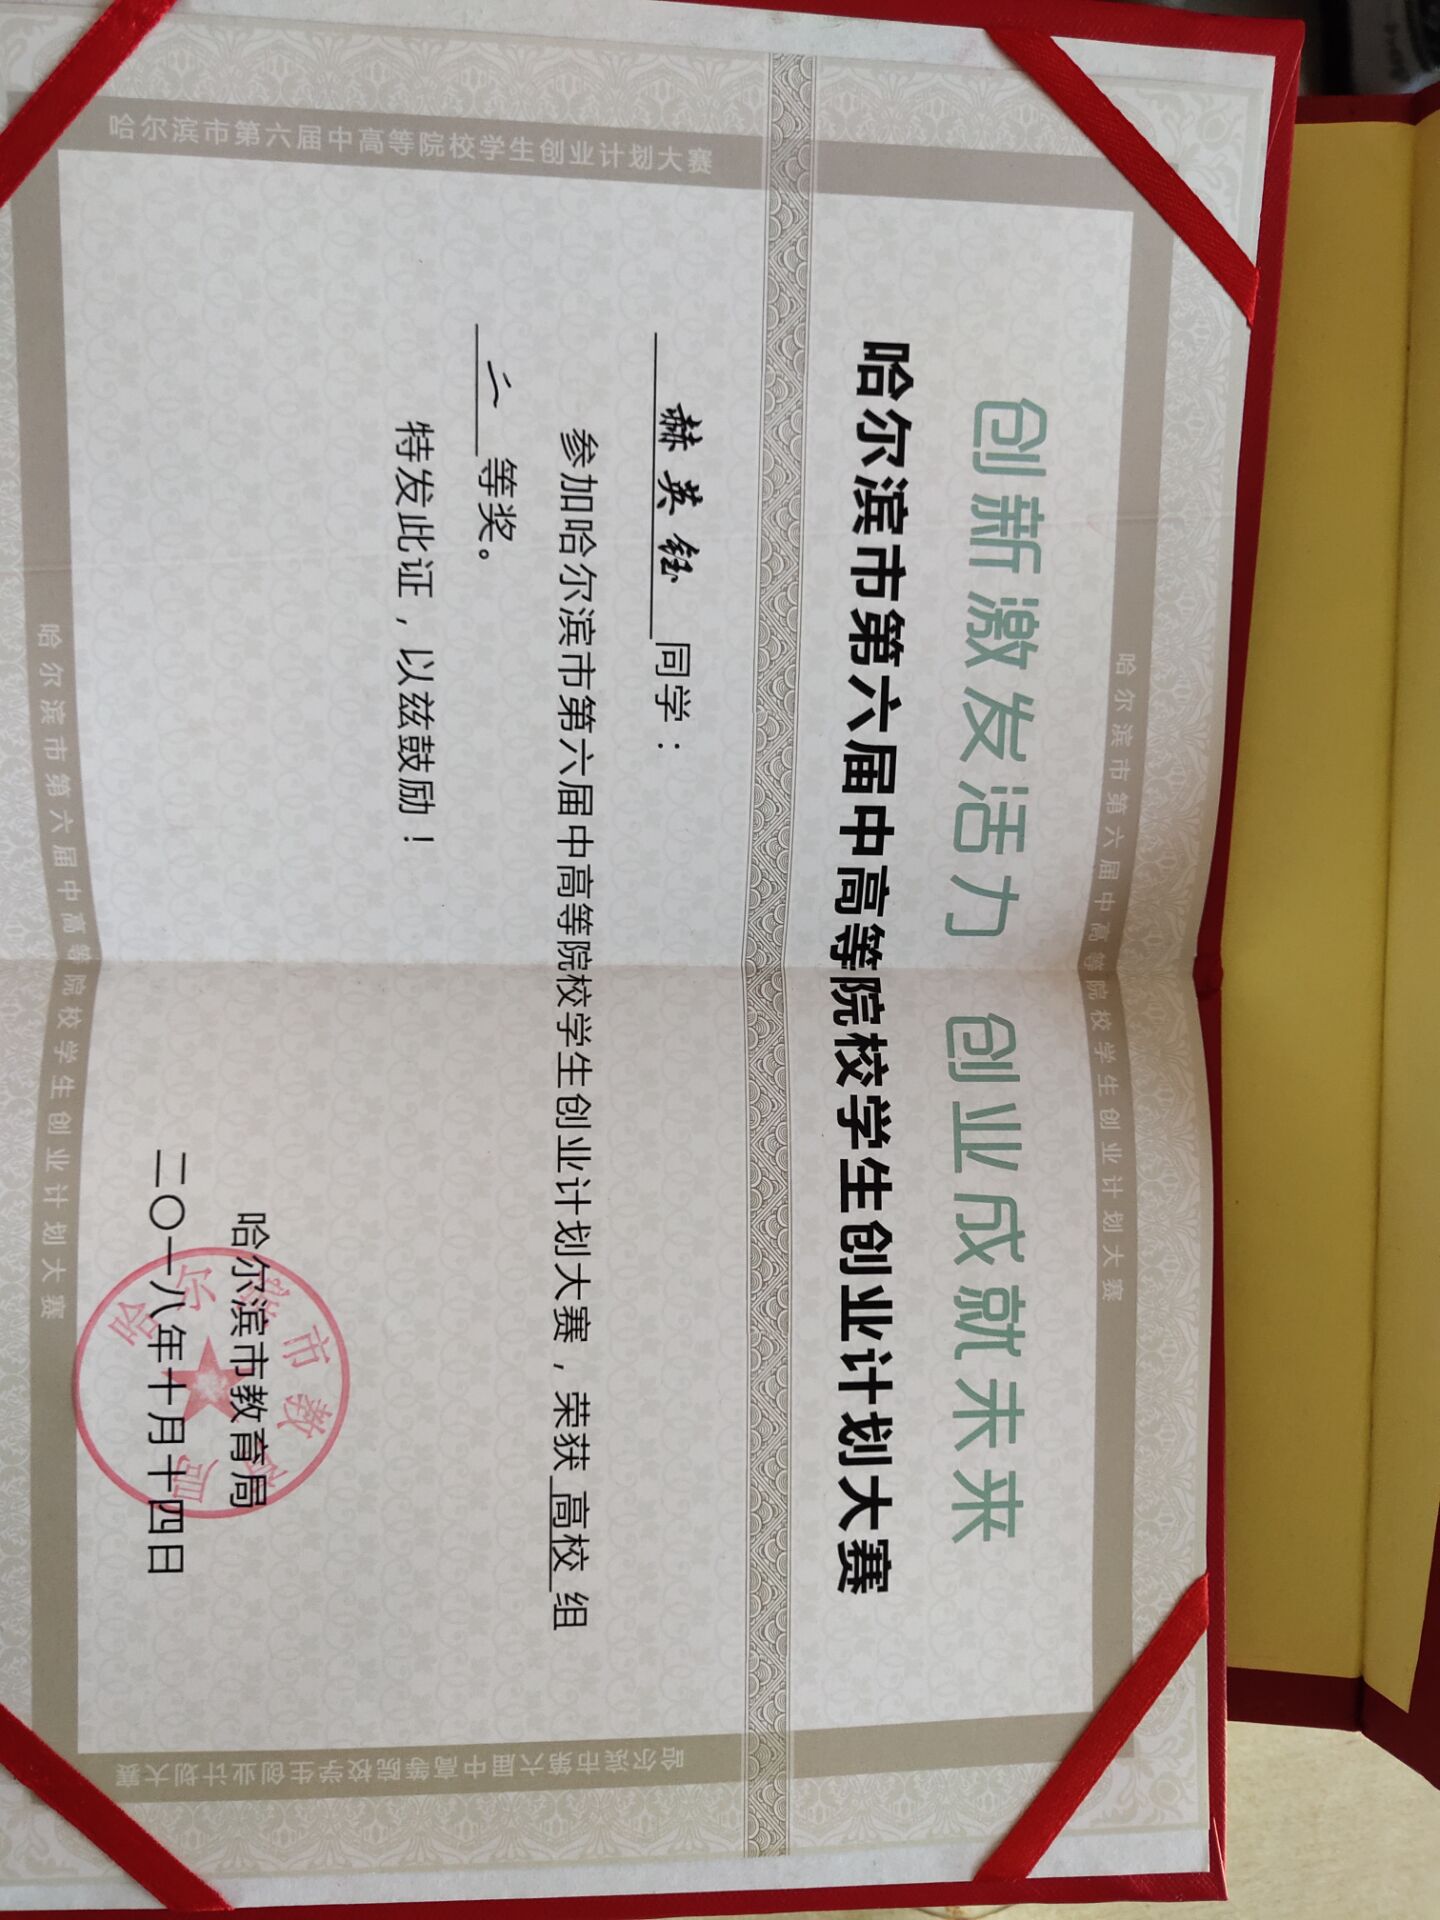 创新激发活力 创业成就未来
哈尔滨市第六届中高等院校学生创业计划大赛
赫英钰 同学：
参加哈尔滨市第六届中高等院校学生创业计划大赛，荣获 高校 组
二 等奖。
特发此证，以兹鼓励！
哈尔滨市教育局
二〇一八年十月十四日
哈尔滨市教育局
哈尔滨市第六届中高等院校学生创业计划大赛
哈尔滨市第六届中高等院校学生创业计划大赛
哈尔滨市第六届中高等院校学生创业计划大赛
哈尔滨市第六届中高等院校学生创业计划大赛